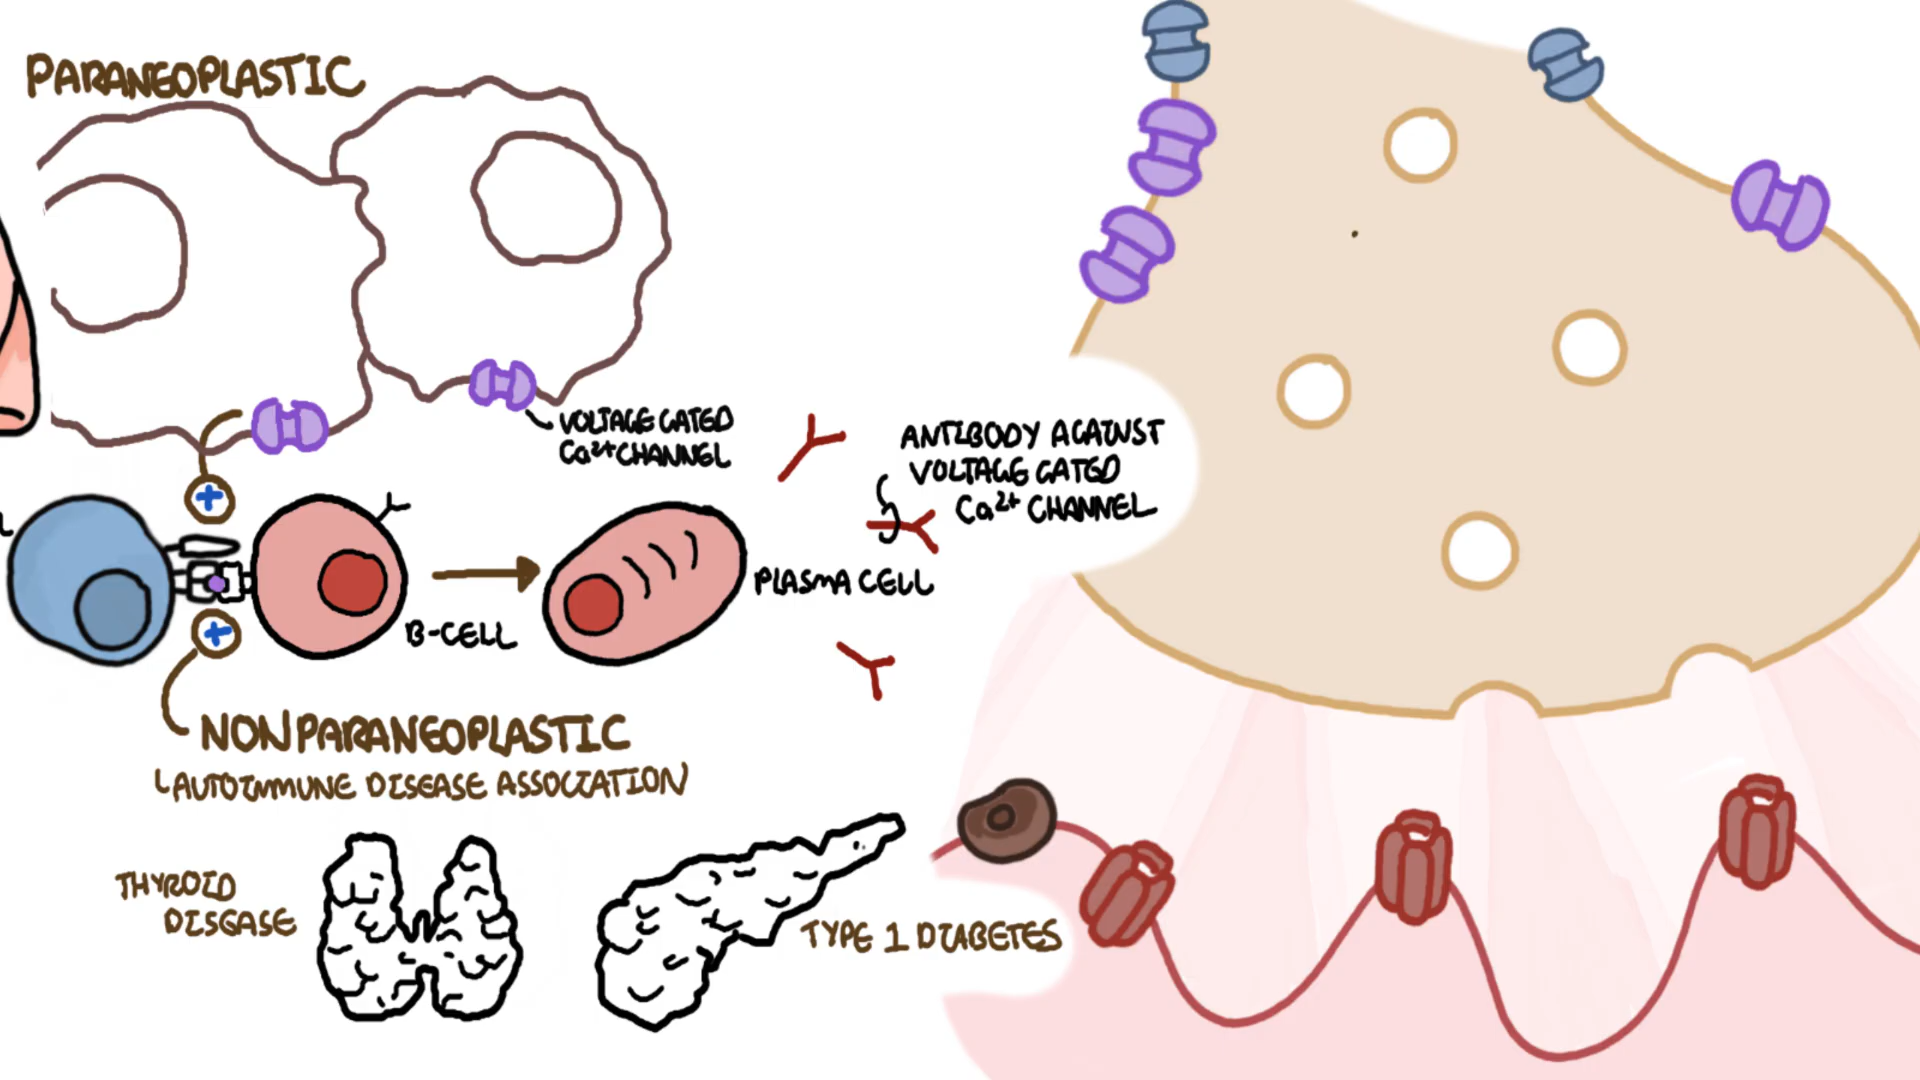 PARANEOPLASTIC
VOLTAGE GATED
Ca²⁺ CHANNEL
ANTIBODY AGAINST
VOLTAGE GATED
Ca²⁺ CHANNEL
PLASMA CELL
B-CELL
NONPARANEOPLASTIC
AUTOIMMUNE DISEASE ASSOCIATION
THYROID
DISEASE
TYPE 1 DIABETES